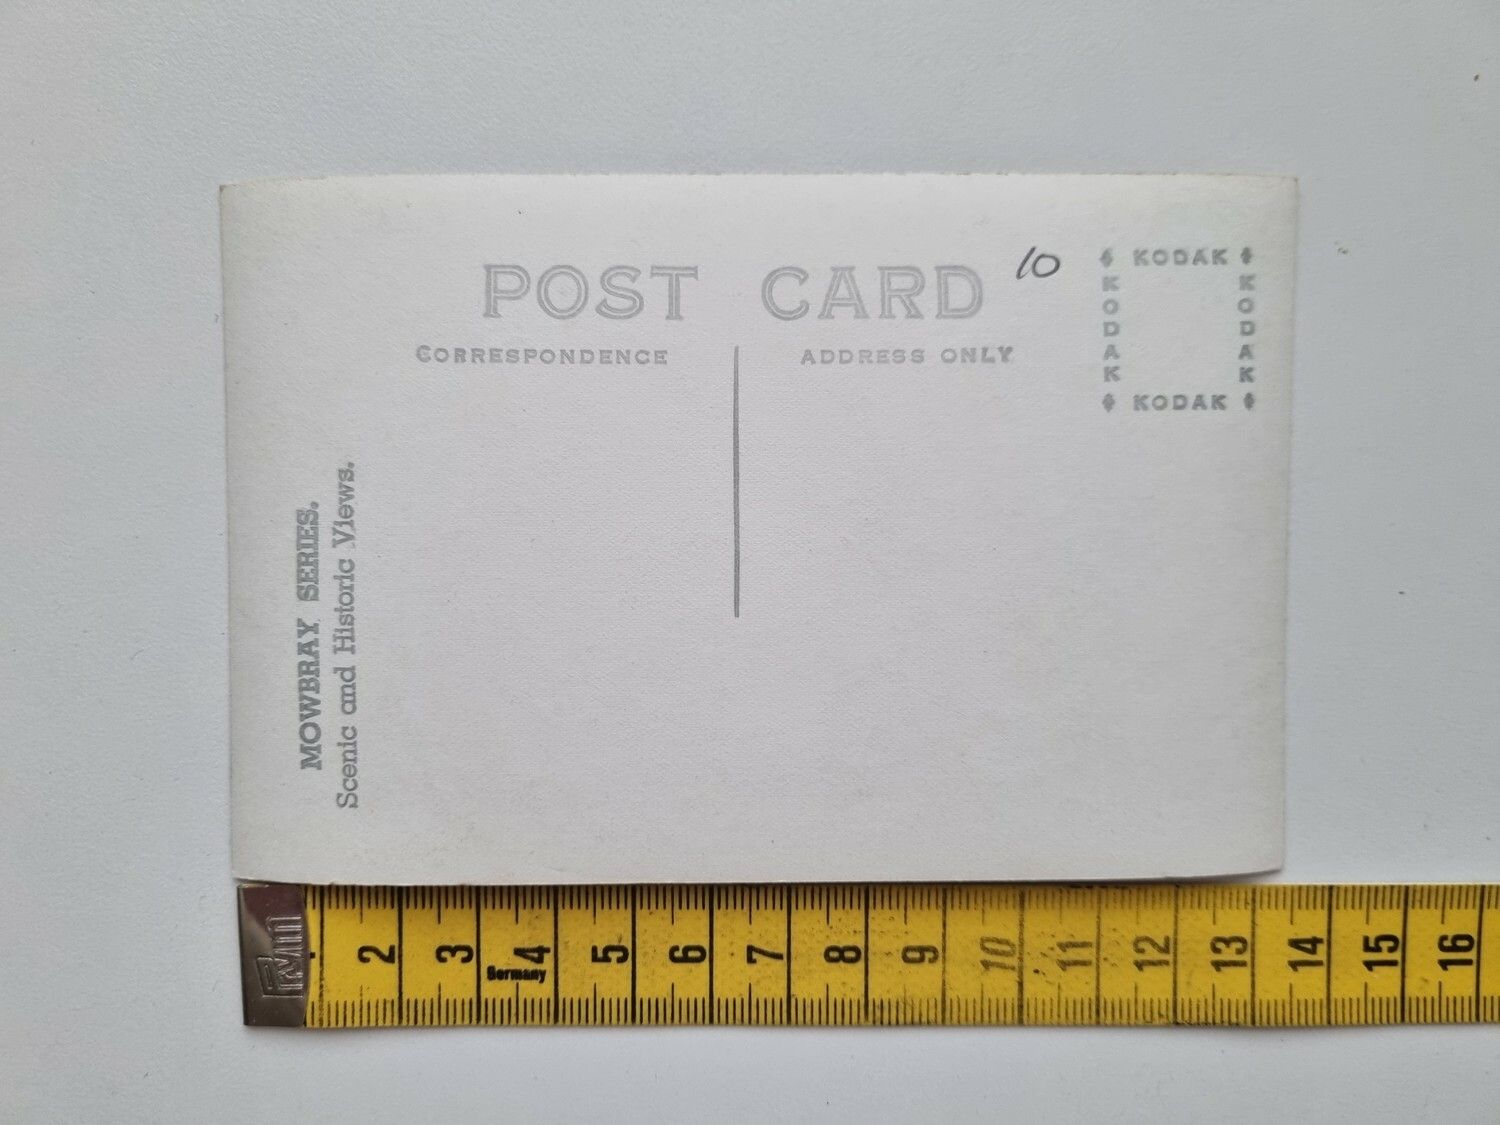 POST CARD
10
CORRESPONDENCE
ADDRESS ONLY
KODAK
KODAK
KODAK
KODAK
MOWBRAY SERIES.
Scenic and Historic Views.
2 3 4 5 6 7 8 9 10 11 12 13 14 15 16
Germany